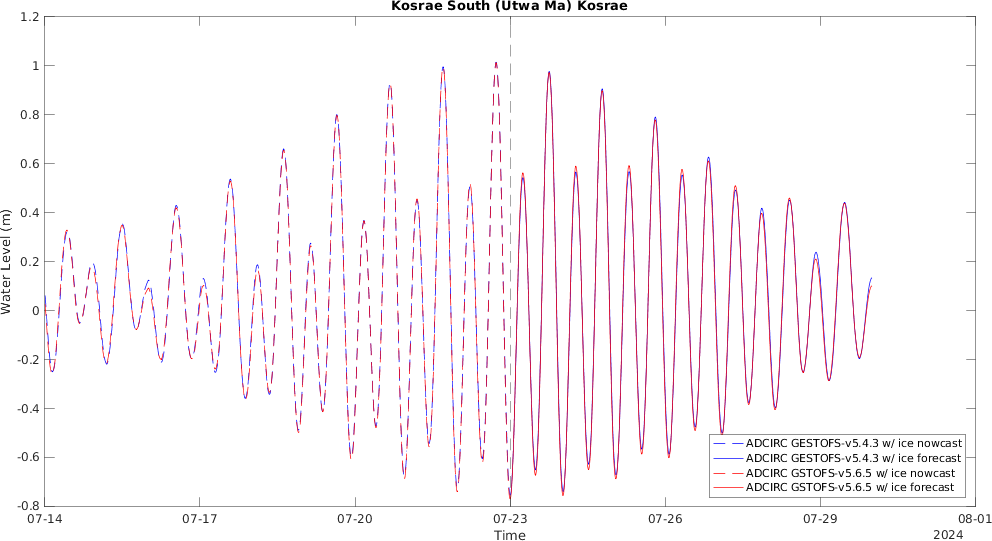 Kosrae South (Utwa Ma) Kosrae
1.2
1
0.8
0.6
0.4
0.2
0
-0.2
-0.4
-0.6
-0.8
Water Level (m)
ADCIRC GESTOFS-v5.4.3 w/ ice nowcast
ADCIRC GESTOFS-v5.4.3 w/ ice forecast
ADCIRC GSTOFS-v5.6.5 w/ ice nowcast
ADCIRC GSTOFS-v5.6.5 w/ ice forecast
07-14 07-17 07-20 07-23 07-26 07-29 08-01
Time
2024